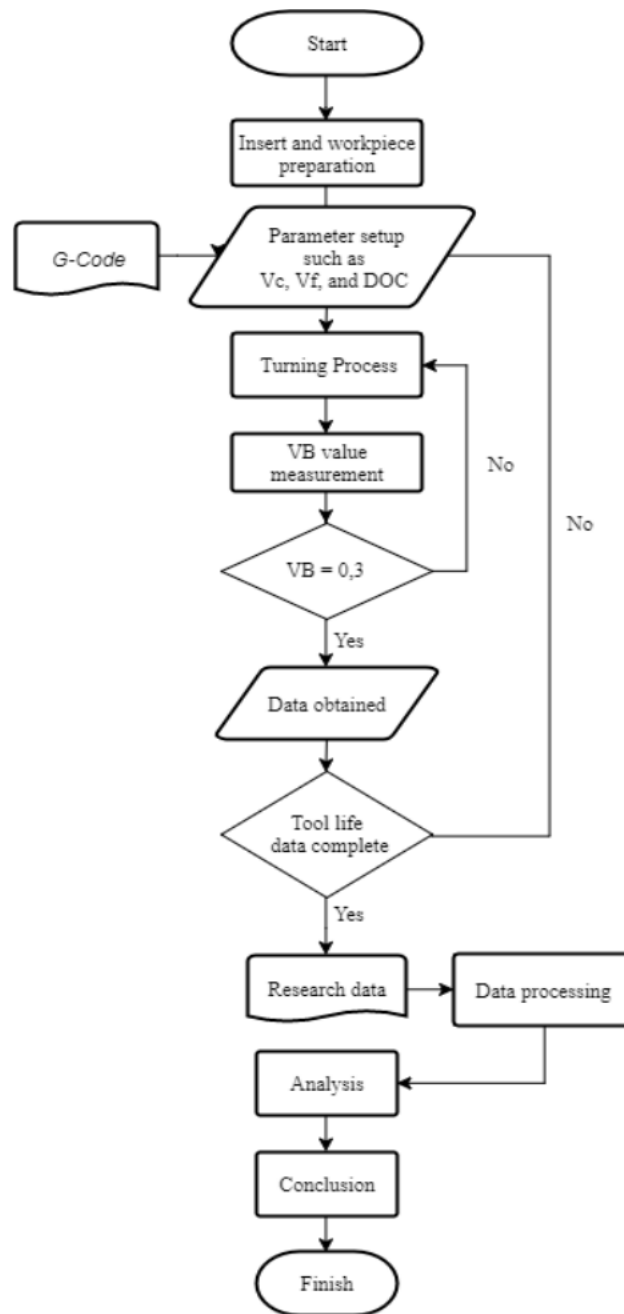 Start
Insert and workpiece
preparation
G-Code
Parameter setup
such as
Vc, Vf, and DOC
Turning Process
VB value
measurement
No
No
VB = 0,3
Yes
Data obtained
Tool life
data complete
Yes
Research data
Data processing
Analysis
Conclusion
Finish